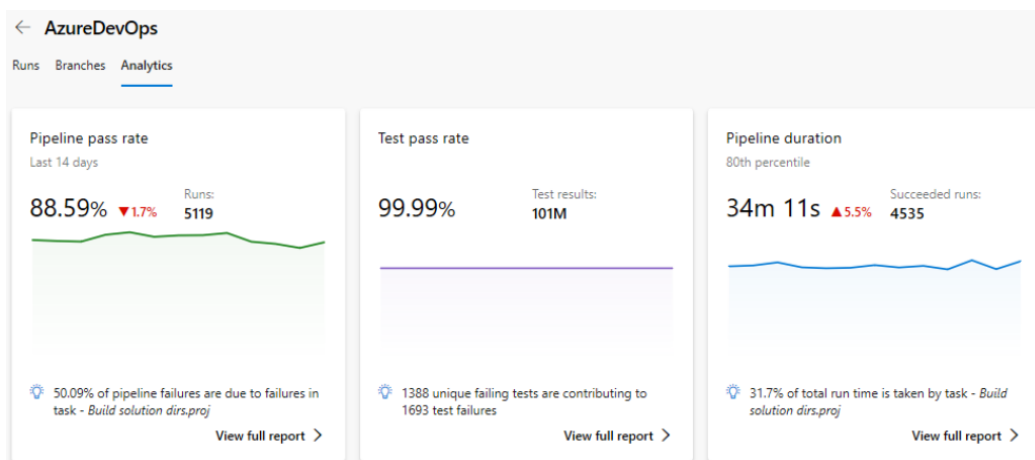 ← AzureDevOps
Runs Branches Analytics
Pipeline pass rate
Last 14 days
88.59% ▼1.7%
Runs:
5119
50.09% of pipeline failures are due to failures in
task - Build solution dirs.proj
View full report >
Test pass rate
99.99%
Test results:
101M
1388 unique failing tests are contributing to
1693 test failures
View full report >
Pipeline duration
80th percentile
34m 11s ▲5.5%
Succeeded runs:
4535
31.7% of total run time is taken by task - Build
solution dirs.proj
View full report >